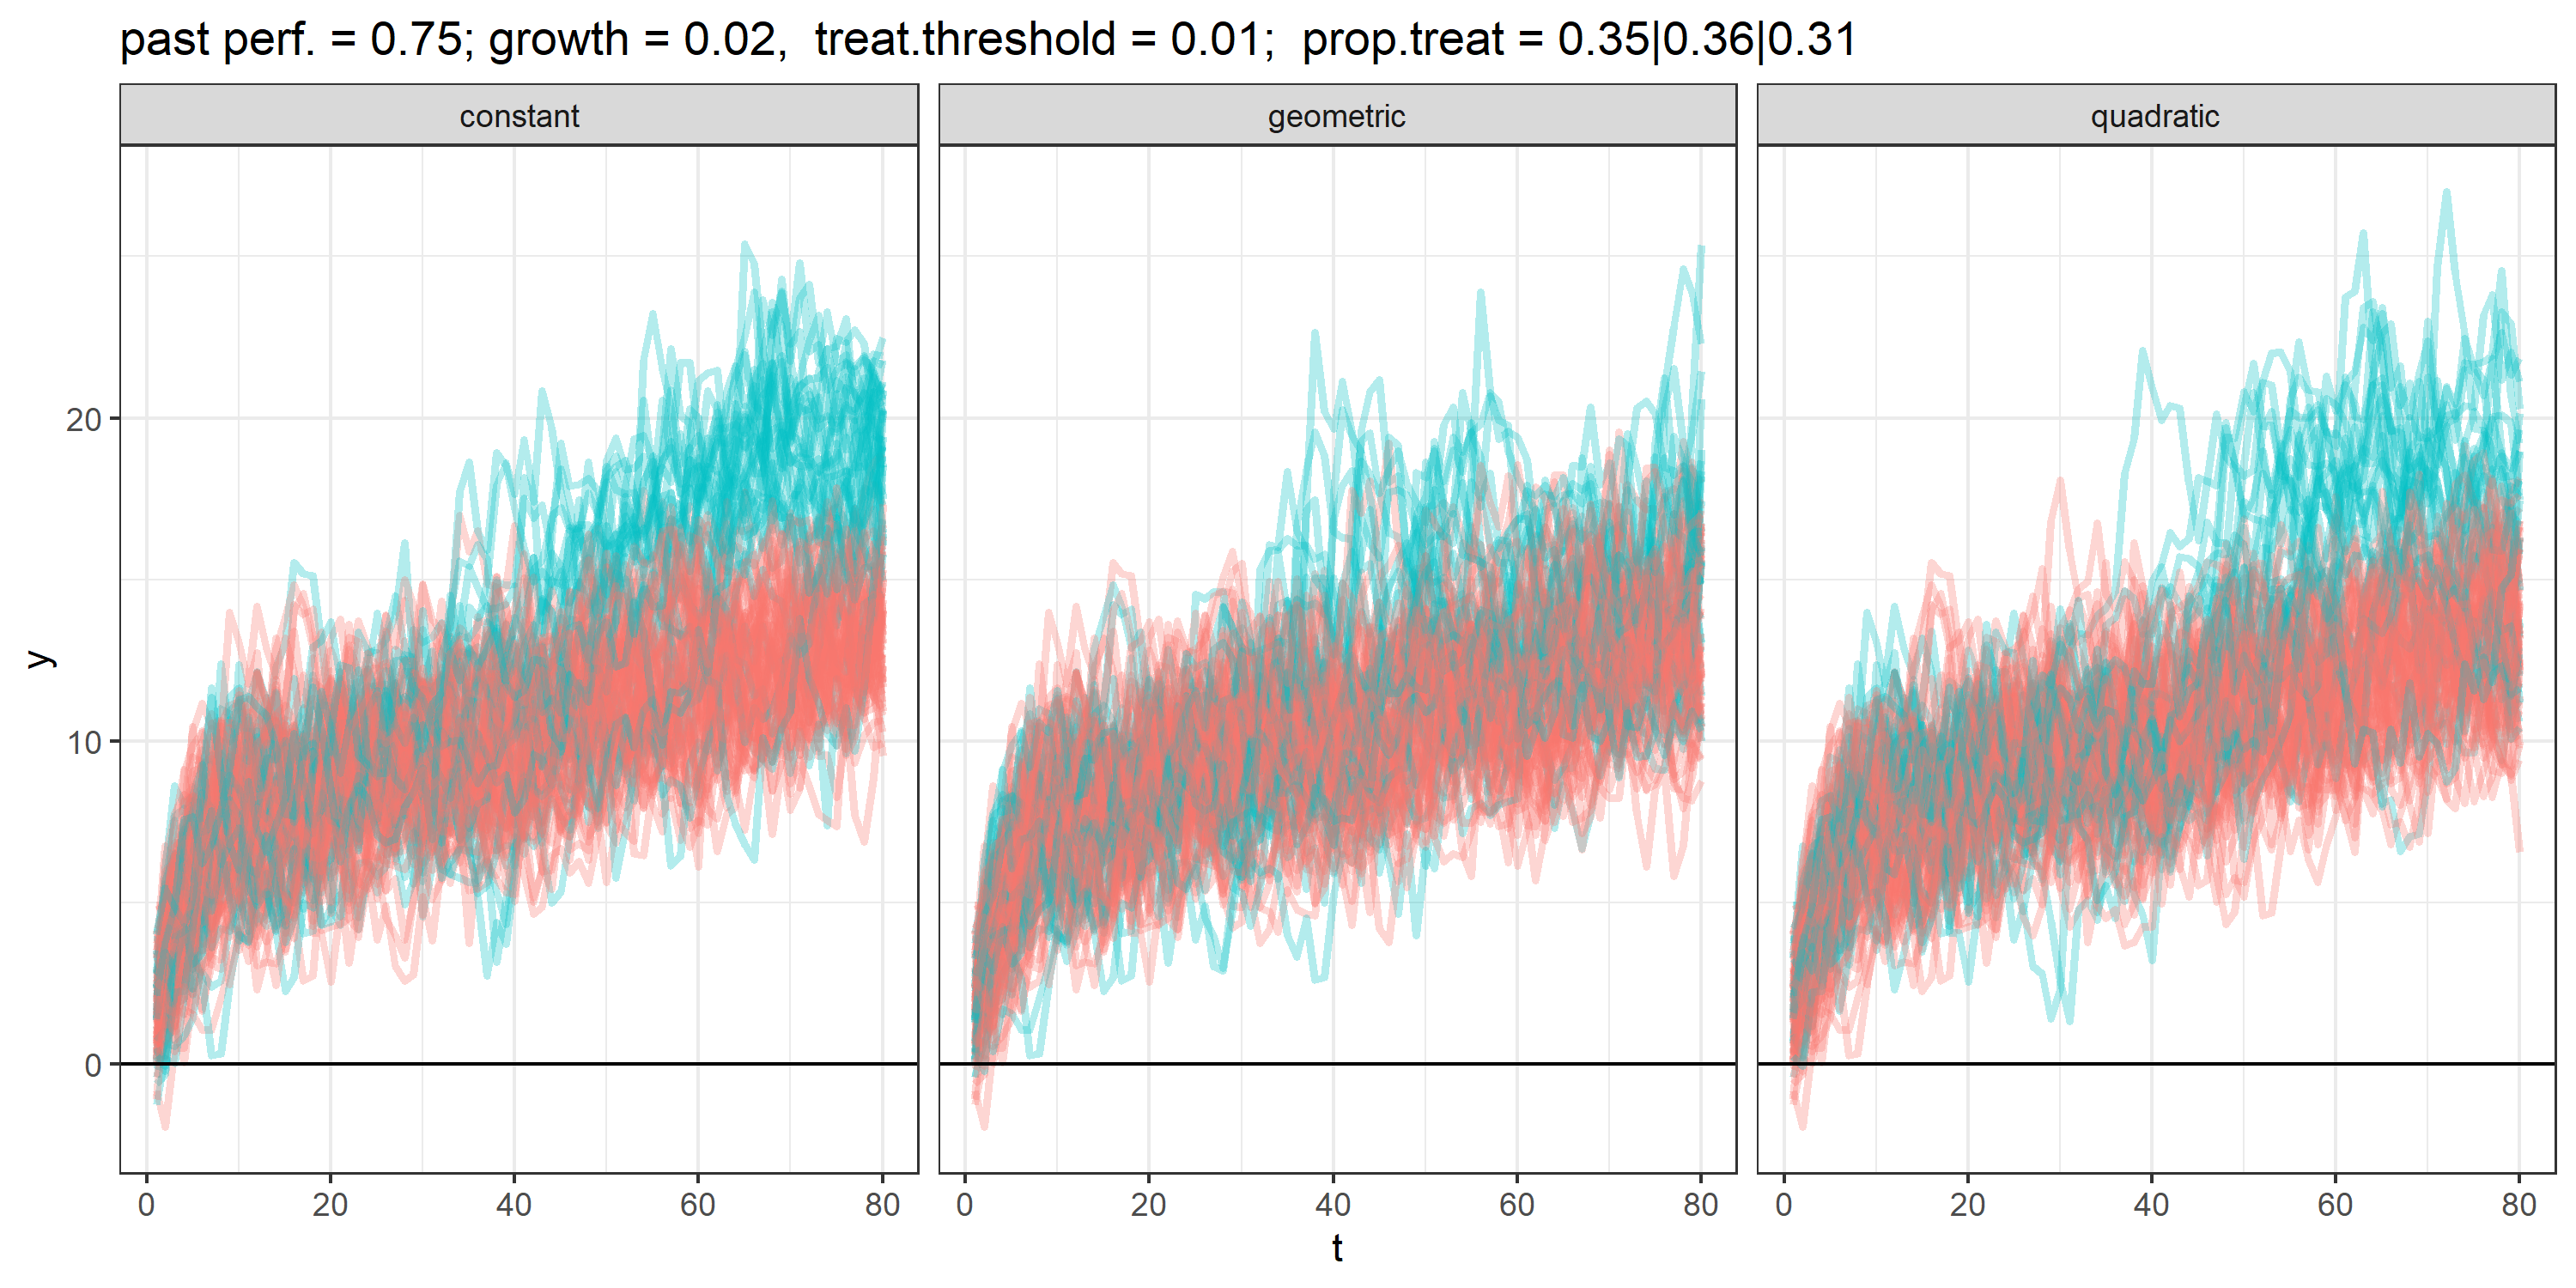 past perf. = 0.75; growth = 0.02,  treat.threshold = 0.01;  prop.treat = 0.35|0.36|0.31
constant geometric quadratic
20
10
0
y
0 20 40 60 80 0 20 40 60 80 0 20 40 60 80
t